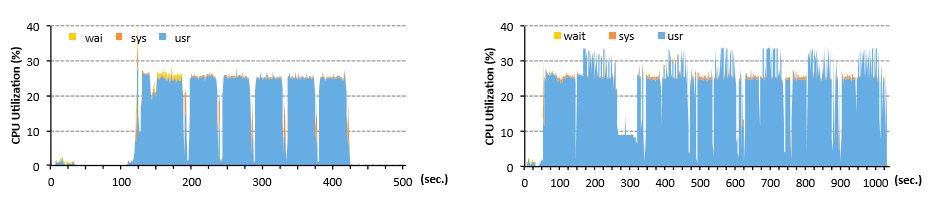 CPU Utilization (%)
40
30
20
10
0
wai sys usr
0 100 200 300 400 500 (sec.)
CPU Utilization (%)
40
30
20
10
0
wait sys usr
0 100 200 300 400 500 600 700 800 900 1000 (sec.)